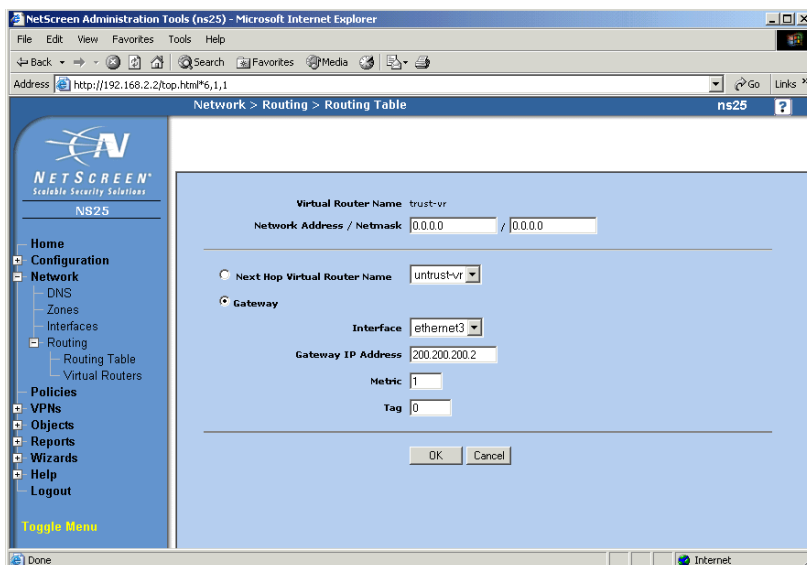 NetScreen Administration Tools (ns25) - Microsoft Internet Explorer
File Edit View Favorites Tools Help
Back Search Favorites Media
Address http://192.168.2.2/top.html*6,1,1 Go Links »
Network > Routing > Routing Table ns25 ?
NETSCREEN
Scalable Security Solutions
NS25
Home
Configuration
Network
DNS
Zones
Interfaces
Routing
Routing Table
Virtual Routers
Policies
VPNs
Objects
Reports
Wizards
Help
Logout
Toggle Menu
Virtual Router Name trust-vr
Network Address / Netmask 0.0.0.0 / 0.0.0.0
Next Hop Virtual Router Name untrust-vr
Gateway
Interface ethernet3
Gateway IP Address 200.200.200.2
Metric 1
Tag 0
OK Cancel
Done Internet